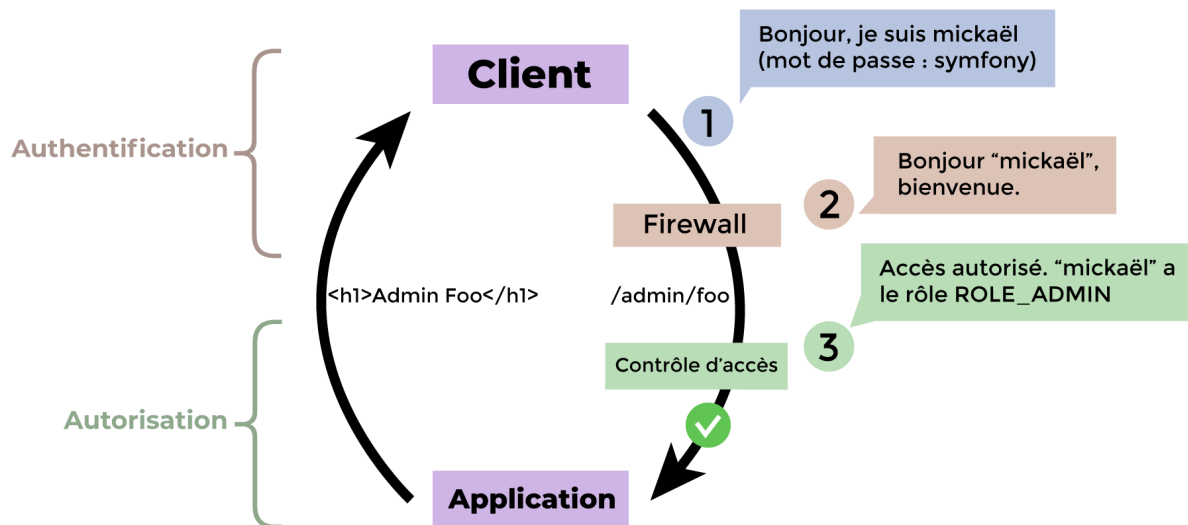 Client
Bonjour, je suis mickaël
(mot de passe : symfony)
1
Authentification
Bonjour “mickaël”,
bienvenue.
2
Firewall
Accès autorisé. “mickaël” a
le rôle ROLE_ADMIN
<h1>Admin Foo</h1>
/admin/foo
3
Contrôle d’accès
Autorisation
Application